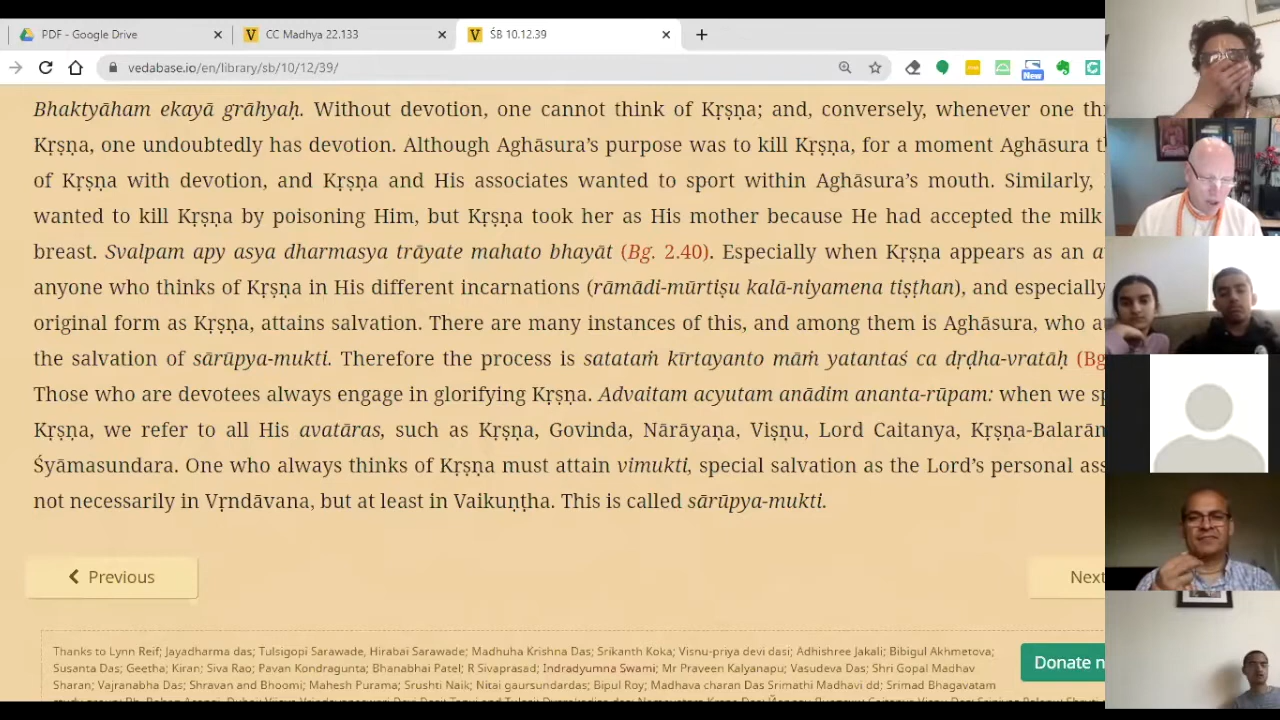 PDF - Google Drive
CC Madhya 22.133
ŚB 10.12.39
vedabase.io/en/library/sb/10/12/39/
New
Bhaktyāham ekayā grāhyaḥ. Without devotion, one cannot think of Kṛṣṇa; and, conversely, whenever one
Kṛṣṇa, one undoubtedly has devotion. Although Aghāsura’s purpose was to kill Kṛṣṇa, for a moment Aghāsura
of Kṛṣṇa with devotion, and Kṛṣṇa and His associates wanted to sport within Aghāsura’s mouth. Similarly,
wanted to kill Kṛṣṇa by poisoning Him, but Kṛṣṇa took her as His mother because He had accepted the milk
breast. Svalpam apy asya dharmasya trāyate mahato bhayāt (Bg. 2.40). Especially when Kṛṣṇa appears as an
anyone who thinks of Kṛṣṇa in His different incarnations (rāmādi-mūrtiṣu kalā-niyamena tiṣṭhan), and especially
original form as Kṛṣṇa, attains salvation. There are many instances of this, and among them is Aghāsura, who
the salvation of sārūpya-mukti. Therefore the process is satataṁ kīrtayanto māṁ yatantaś ca dṛḍha-vratāḥ (Bg
Those who are devotees always engage in glorifying Kṛṣṇa. Advaitam acyutam anādim ananta-rūpam: when we
Kṛṣṇa, we refer to all His avatāras, such as Kṛṣṇa, Govinda, Nārāyaṇa, Viṣṇu, Lord Caitanya,
Śyāmasundara. One who always thinks of Kṛṣṇa must attain vimukti, special salvation as the Lord’s personal
not necessarily in Vṛndāvana, but at least in Vaikuṇṭha. This is called sārūpya-mukti.
Previous
Next
Thanks to Lynn Reif; Jayadharma das; Tulsigopi Sarawade, Hirabai Sarawade; Madhuha Krishna Das; Srikanth Koka; Visnu-priya devi dasi; Adhishree Jakali; Bibigul Akhmetova;
Susanta Das; Geetha; Kiran; Siva Rao; Pavan Kondragunta; Bhanabhai Patel; R Sivaprasad; Indradyumna Swami; Mr Praveen Kalyanapu; Vasudeva Das; Shri Gopal Madhav
Sharan; Vajranabha Das; Shravan and Bhoomi; Mahesh Purama; Srushti Naik; Nitai gaursundardas; Bipul Roy; Madhava charan Das Srimathi Madhavi dd; Srimad Bhagavatam
Donate